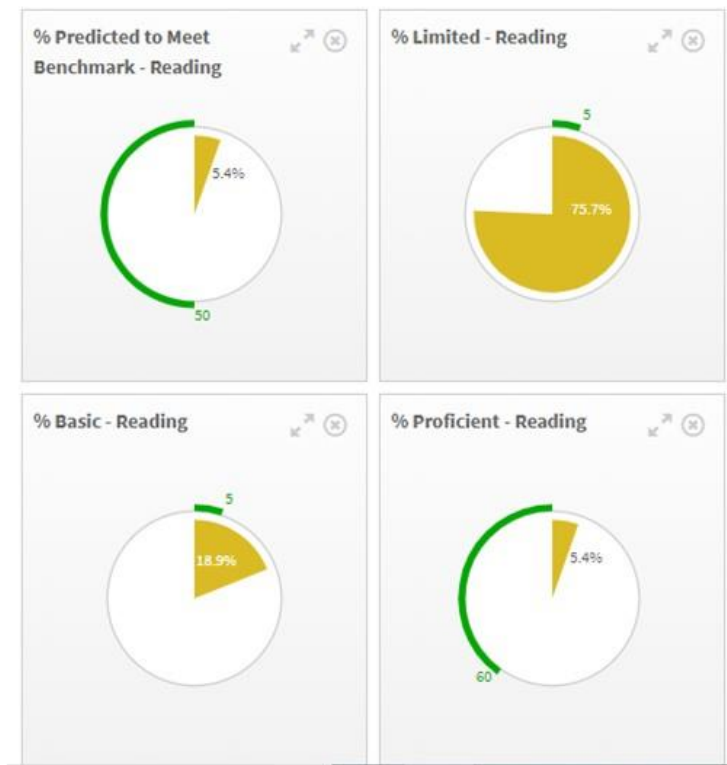 % Predicted to Meet
Benchmark - Reading
5.4%
50
% Limited - Reading
5
75.7%
% Basic - Reading
5
18.9%
% Proficient - Reading
5.4%
60